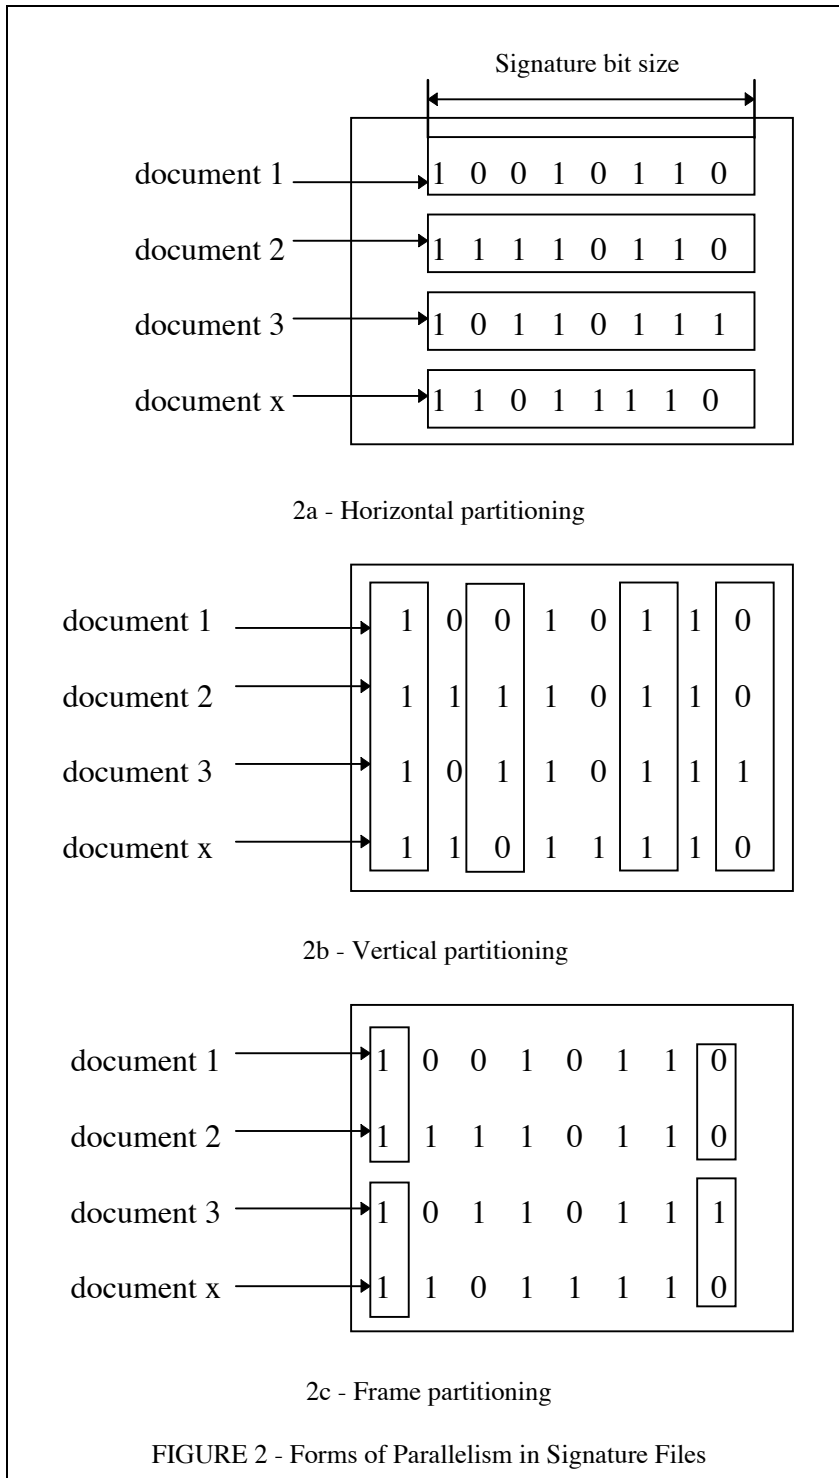 Signature bit size
document 1 1 0 0 1 0 1 1 0
document 2 1 1 1 1 0 1 1 0
document 3 1 0 1 1 0 1 1 1
document x 1 1 0 1 1 1 1 0
2a - Horizontal partitioning
document 1 1 0 0 1 0 1 1 0
document 2 1 1 1 1 0 1 1 0
document 3 1 0 1 1 0 1 1 1
document x 1 1 0 1 1 1 1 0
2b - Vertical partitioning
document 1 1 0 0 1 0 1 1 0
document 2 1 1 1 1 0 1 1 0
document 3 1 0 1 1 0 1 1 1
document x 1 1 0 1 1 1 1 0
2c - Frame partitioning
FIGURE 2 - Forms of Parallelism in Signature Files